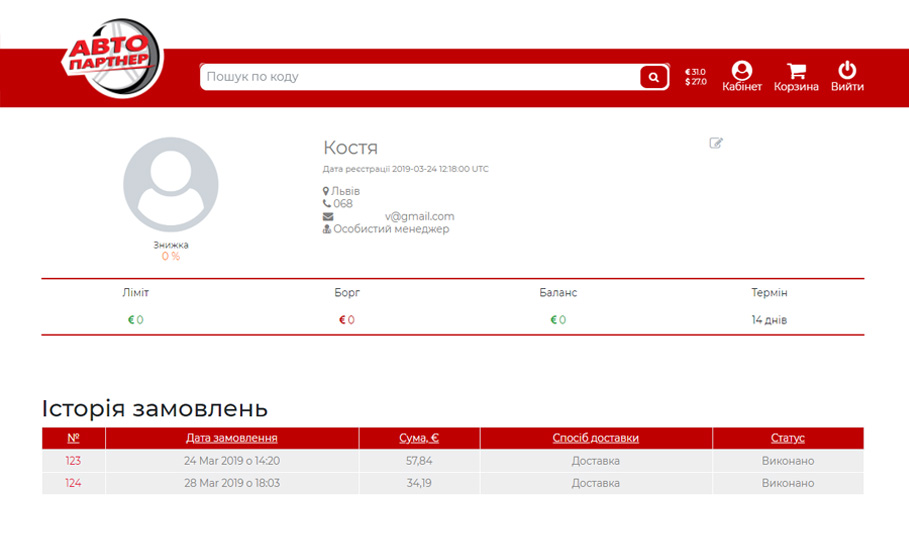 АВТО
ПАРТНЕР
Пошук по коду
€ 31.0
$ 27.0
Кабінет
Корзина
Вийти
Костя
Дата реєстрації 2019-03-24 12:18:00 UTC
Львів
068
v@gmail.com
Особистий менеджер
Знижка
0 %
Ліміт Борг Баланс Термін
€ 0 € 0 € 0 14 днів
Історія замовлень
№ Дата замовлення Сума, € Спосіб доставки Статус
123 24 Mar 2019 о 14:20 57,84 Доставка Виконано
124 28 Mar 2019 о 18:03 34,19 Доставка Виконано